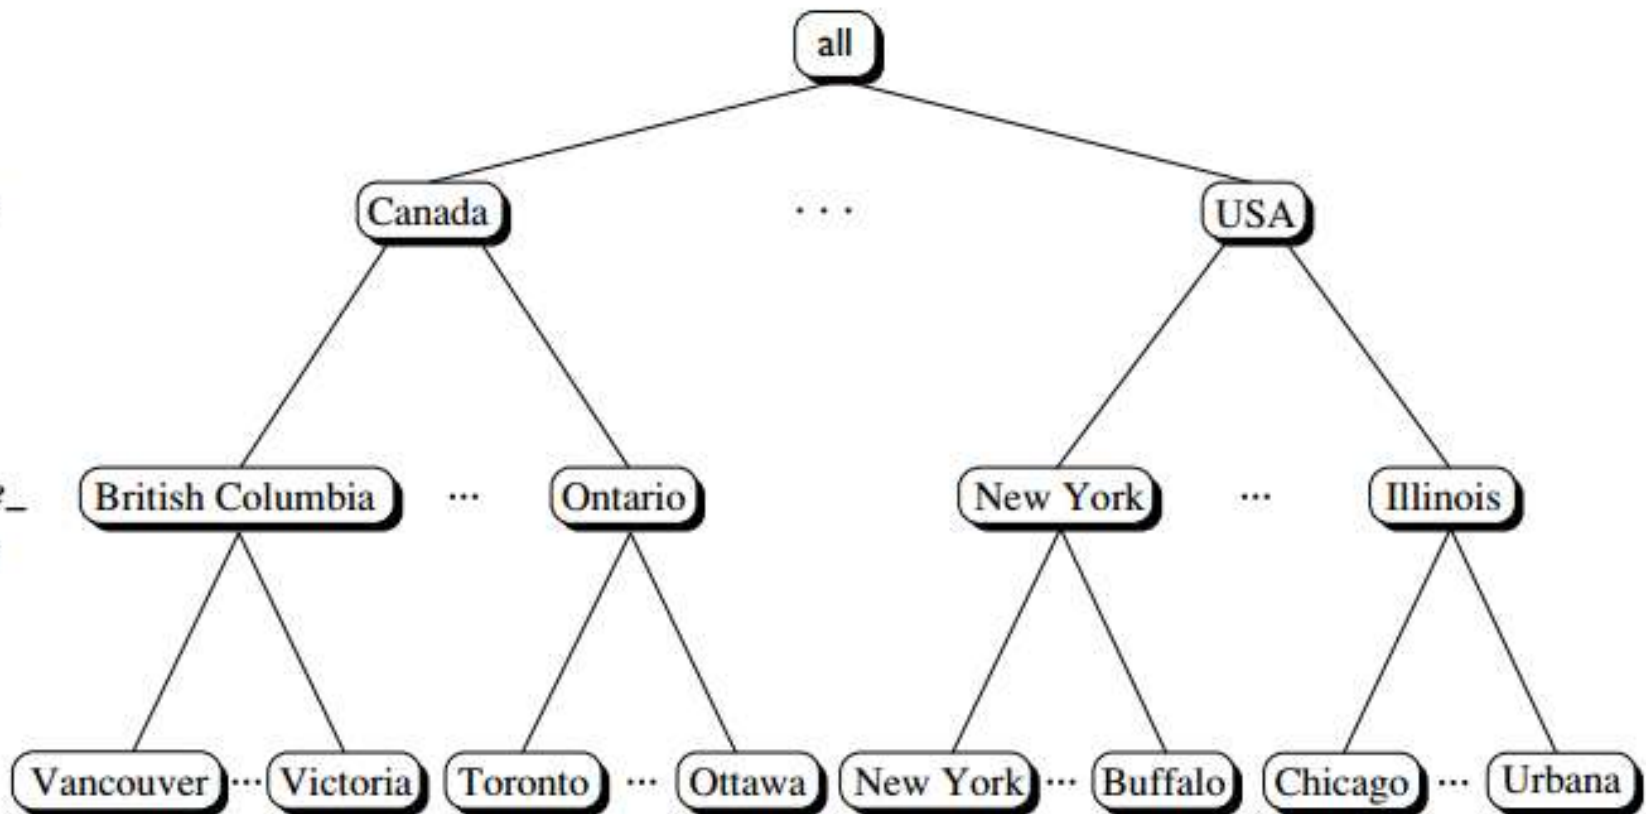 all
Canada ... USA
British Columbia ... Ontario New York ... Illinois
Vancouver ... Victoria Toronto ... Ottawa New York ... Buffalo Chicago ... Urbana